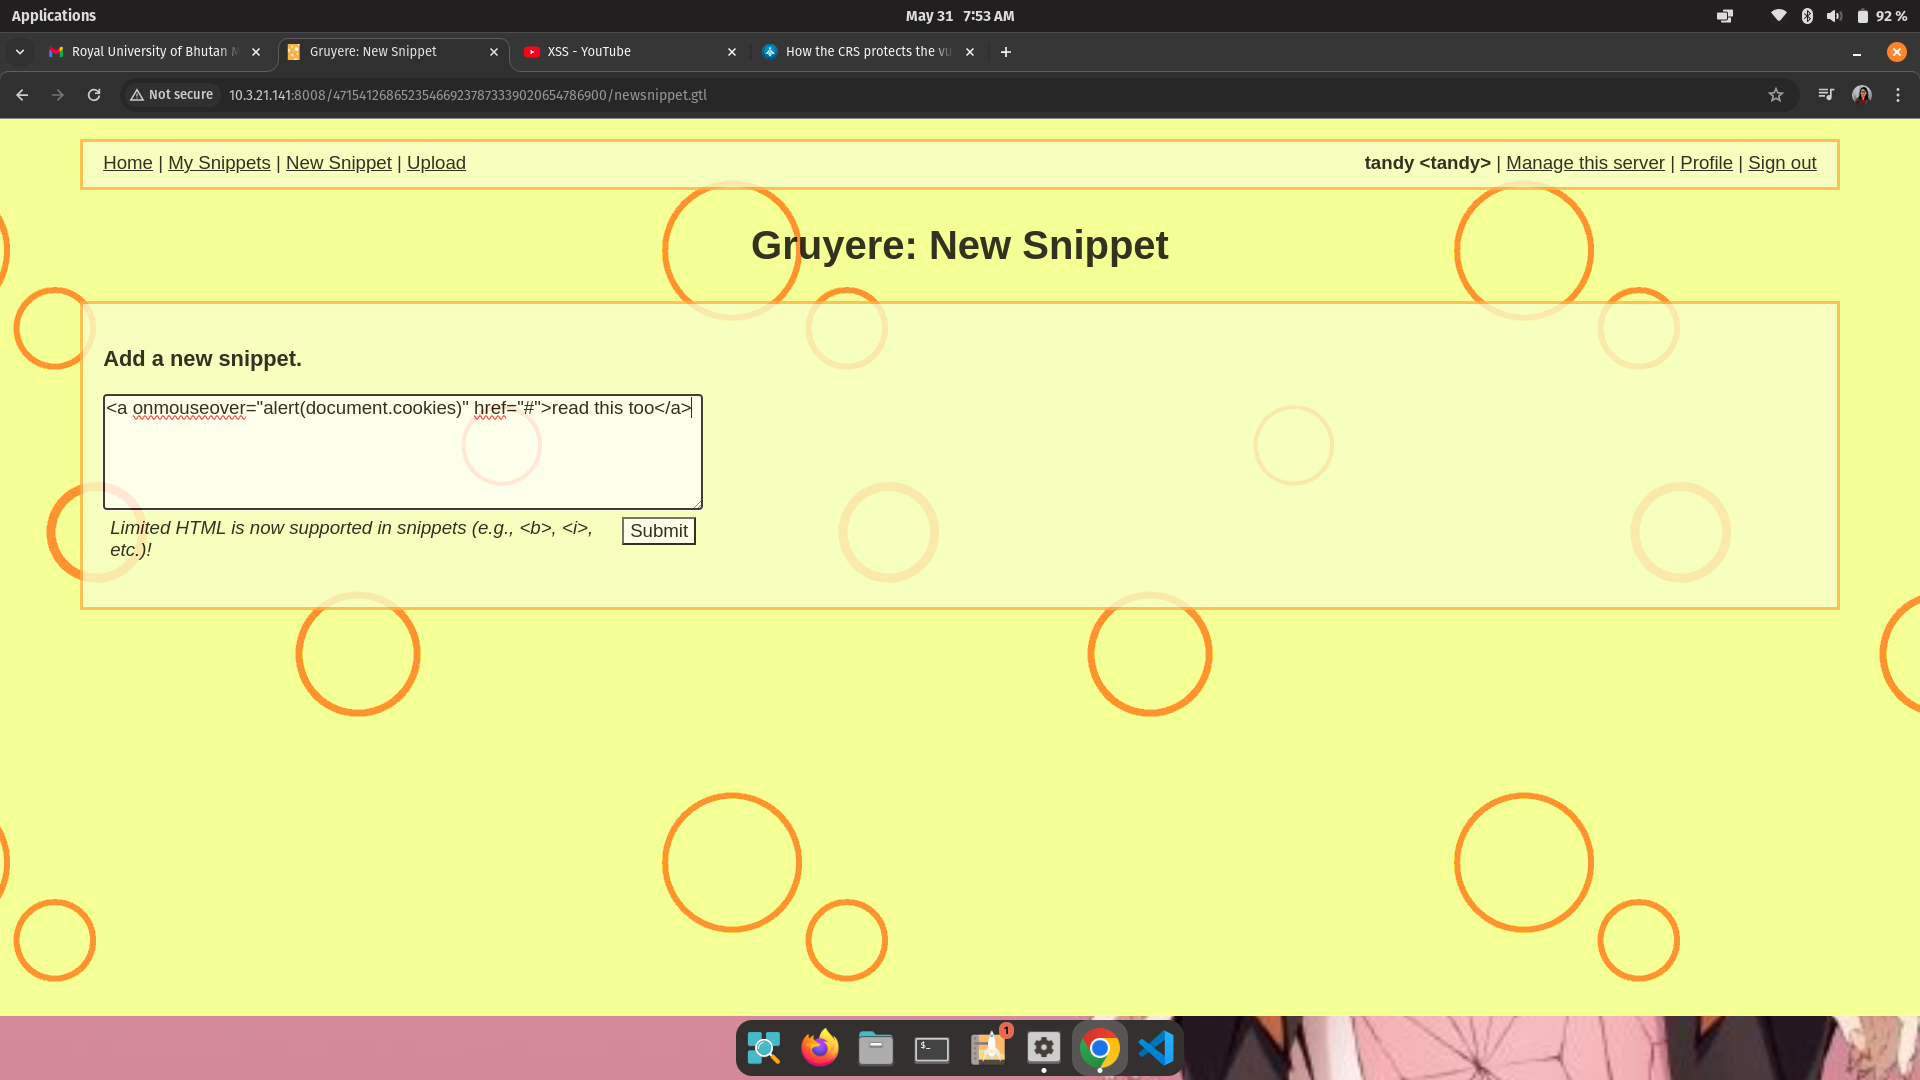 Applications
May 31 7:53 AM
92 %
Royal University of Bhutan M
Gruyere: New Snippet
XSS - YouTube
How the CRS protects the vu
Not secure
10.3.21.141:8008/471541268652354669237873339020654786900/newsnippet.gtl
Home | My Snippets | New Snippet | Upload
tandy <tandy> | Manage this server | Profile | Sign out
Gruyere: New Snippet
Add a new snippet.
<a onmouseover="alert(document.cookies)" href="#">read this too</a>
Limited HTML is now supported in snippets (e.g., <b>, <i>,
etc.)!
Submit
$_
1